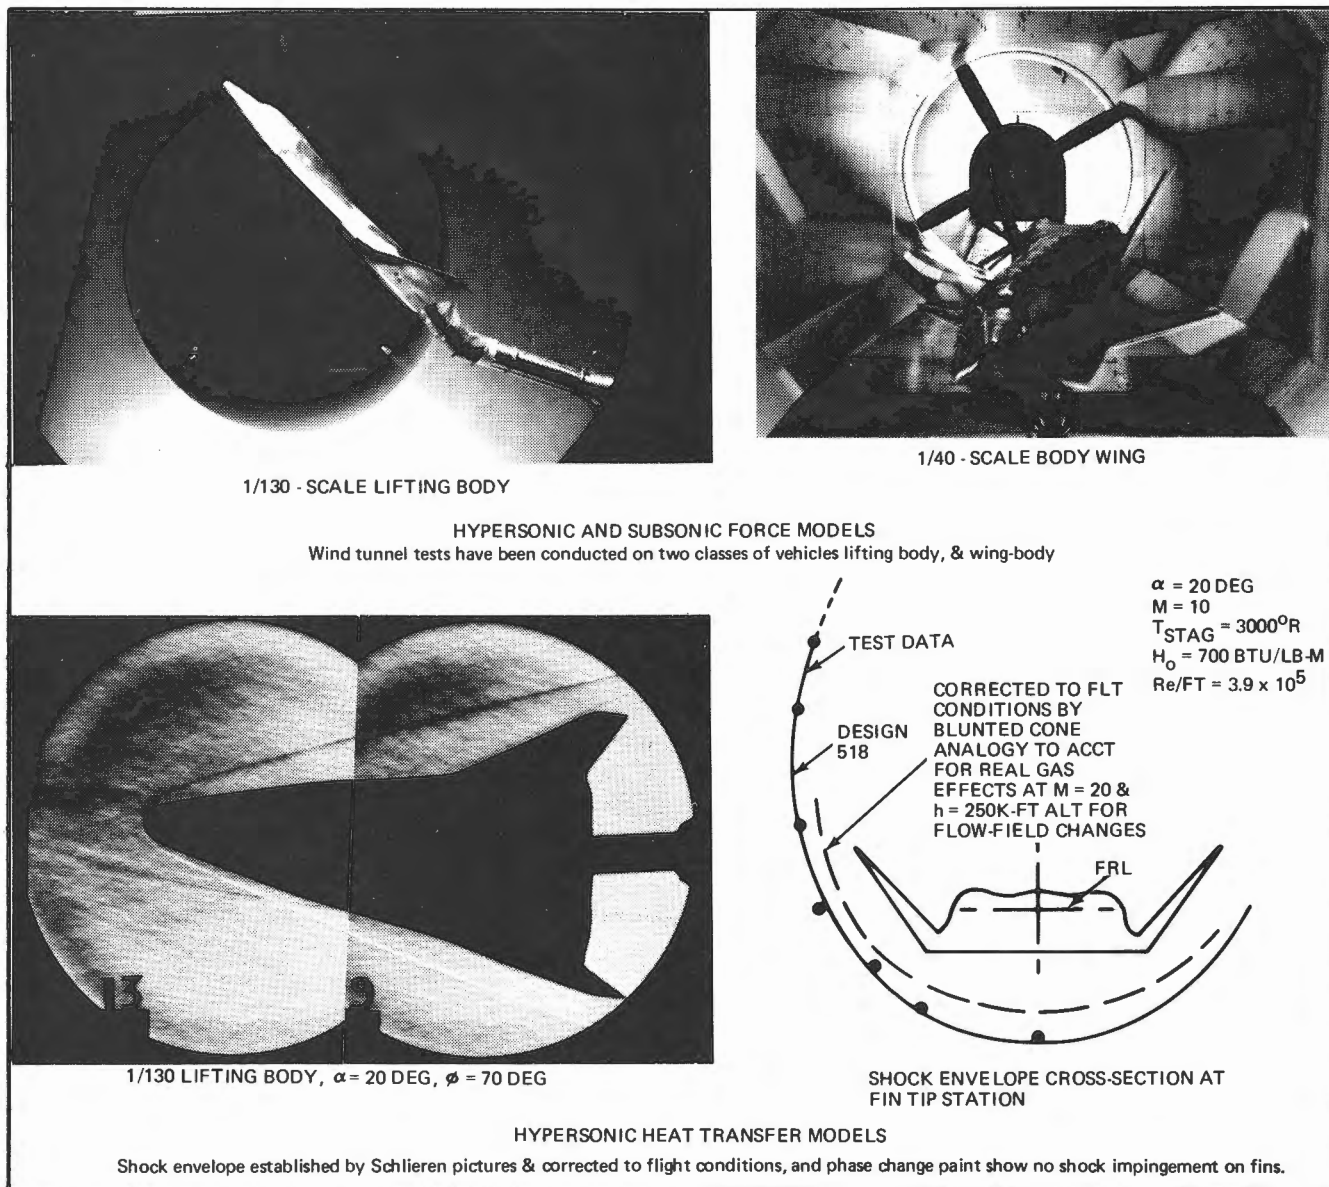 1/130 - SCALE LIFTING BODY
1/40 - SCALE BODY WING
HYPERSONIC AND SUBSONIC FORCE MODELS
Wind tunnel tests have been conducted on two classes of vehicles lifting body, & wing-body
13
9
1/130 LIFTING BODY, α = 20 DEG, ø = 70 DEG
α = 20 DEG
M = 10
T_STAG = 3000°R
H_o = 700 BTU/LB-M
Re/FT = 3.9 x 10⁵
TEST DATA
DESIGN
518
CORRECTED TO FLT
CONDITIONS BY
BLUNTED CONE
ANALOGY TO ACCT
FOR REAL GAS
EFFECTS AT M = 20 &
h = 250K-FT ALT FOR
FLOW-FIELD CHANGES
FRL
SHOCK ENVELOPE CROSS-SECTION AT
FIN TIP STATION
HYPERSONIC HEAT TRANSFER MODELS
Shock envelope established by Schlieren pictures & corrected to flight conditions, and phase change paint show no shock impingement on fins.